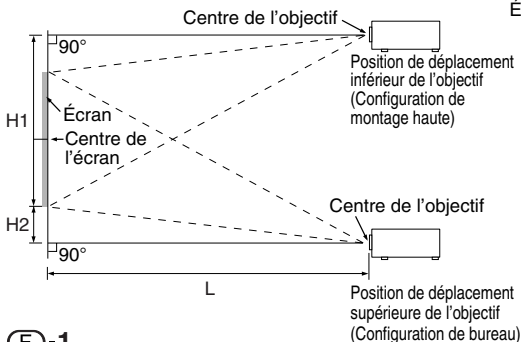 Centre de l'objectif
É
90°
Position de déplacement
inférieur de l'objectif
(Configuration de
montage haute)
H1
Écran
Centre de
l'écran
Centre de l'objectif
H2
90°
L
Position de déplacement
supérieure de l'objectif
(Configuration de bureau)
-1